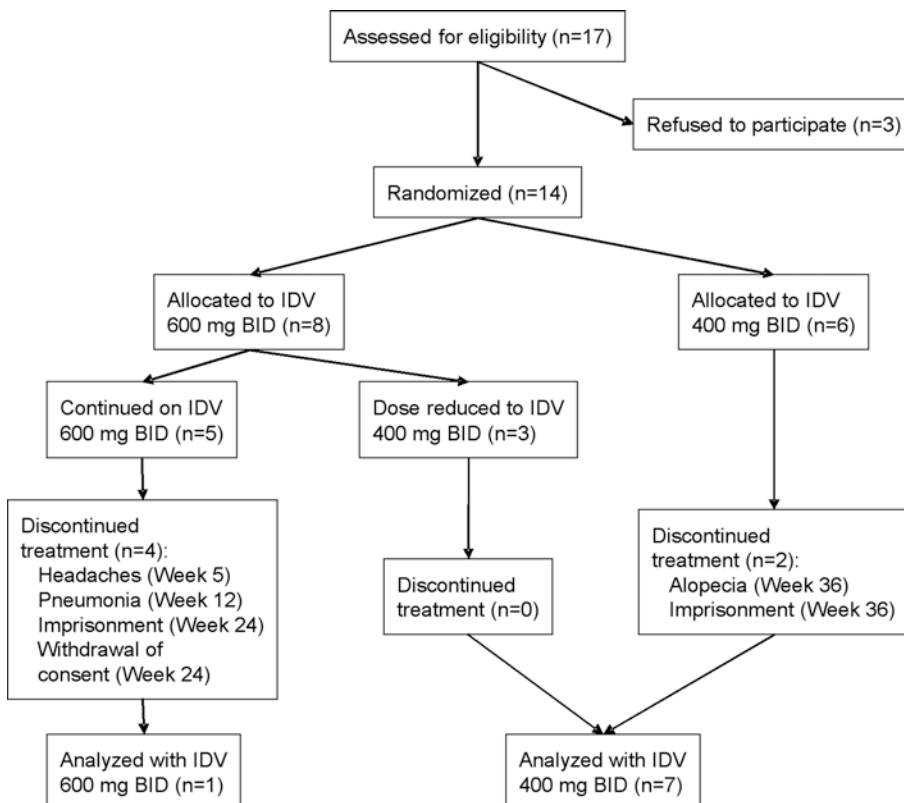 Assessed for eligibility (n=17)
Refused to participate (n=3)
Randomized (n=14)
Allocated to IDV
600 mg BID (n=8)
Allocated to IDV
400 mg BID (n=6)
Continued on IDV
600 mg BID (n=5)
Dose reduced to IDV
400 mg BID (n=3)
Discontinued
treatment (n=4):
Headaches (Week 5)
Pneumonia (Week 12)
Imprisonment (Week 24)
Withdrawal of
consent (Week 24)
Discontinued
treatment (n=0)
Discontinued
treatment (n=2):
Alopecia (Week 36)
Imprisonment (Week 36)
Analyzed with IDV
600 mg BID (n=1)
Analyzed with IDV
400 mg BID (n=7)